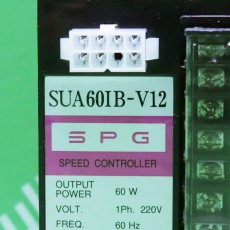 SUA60IB-V12
SPG
SPEED CONTROLLER
OUTPUT
POWER 60 W
VOLT. 1Ph. 220V
FREQ. 60 Hz